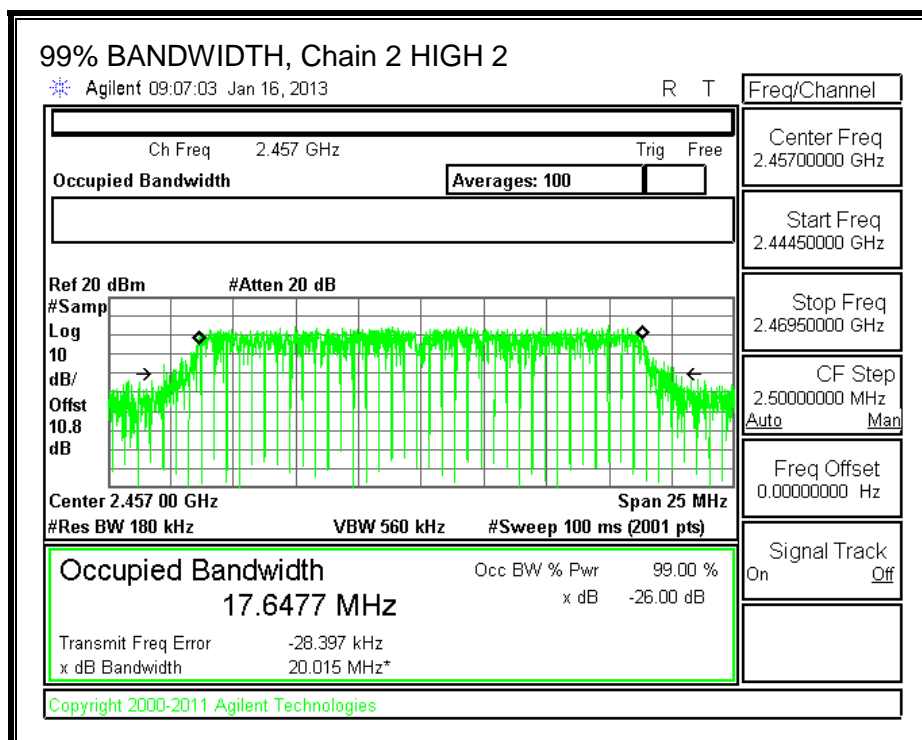 99% BANDWIDTH, Chain 2 HIGH 2
Agilent 09:07:03 Jan 16, 2013 R T
Freq/Channel
Ch Freq 2.457 GHz Trig Free
Occupied Bandwidth Averages: 100
Center Freq
2.45700000 GHz
Start Freq
2.44450000 GHz
Stop Freq
2.46950000 GHz
CF Step
2.50000000 MHz
Auto Man
Freq Offset
0.00000000 Hz
Signal Track
On Off
Ref 20 dBm #Atten 20 dB
#Samp
Log
10
dB/
Offst
10.8
dB
Center 2.457 00 GHz Span 25 MHz
#Res BW 180 kHz VBW 560 kHz #Sweep 100 ms (2001 pts)
Occupied Bandwidth Occ BW % Pwr 99.00 %
17.6477 MHz x dB -26.00 dB
Transmit Freq Error -28.397 kHz
x dB Bandwidth 20.015 MHz*
Copyright 2000-2011 Agilent Technologies